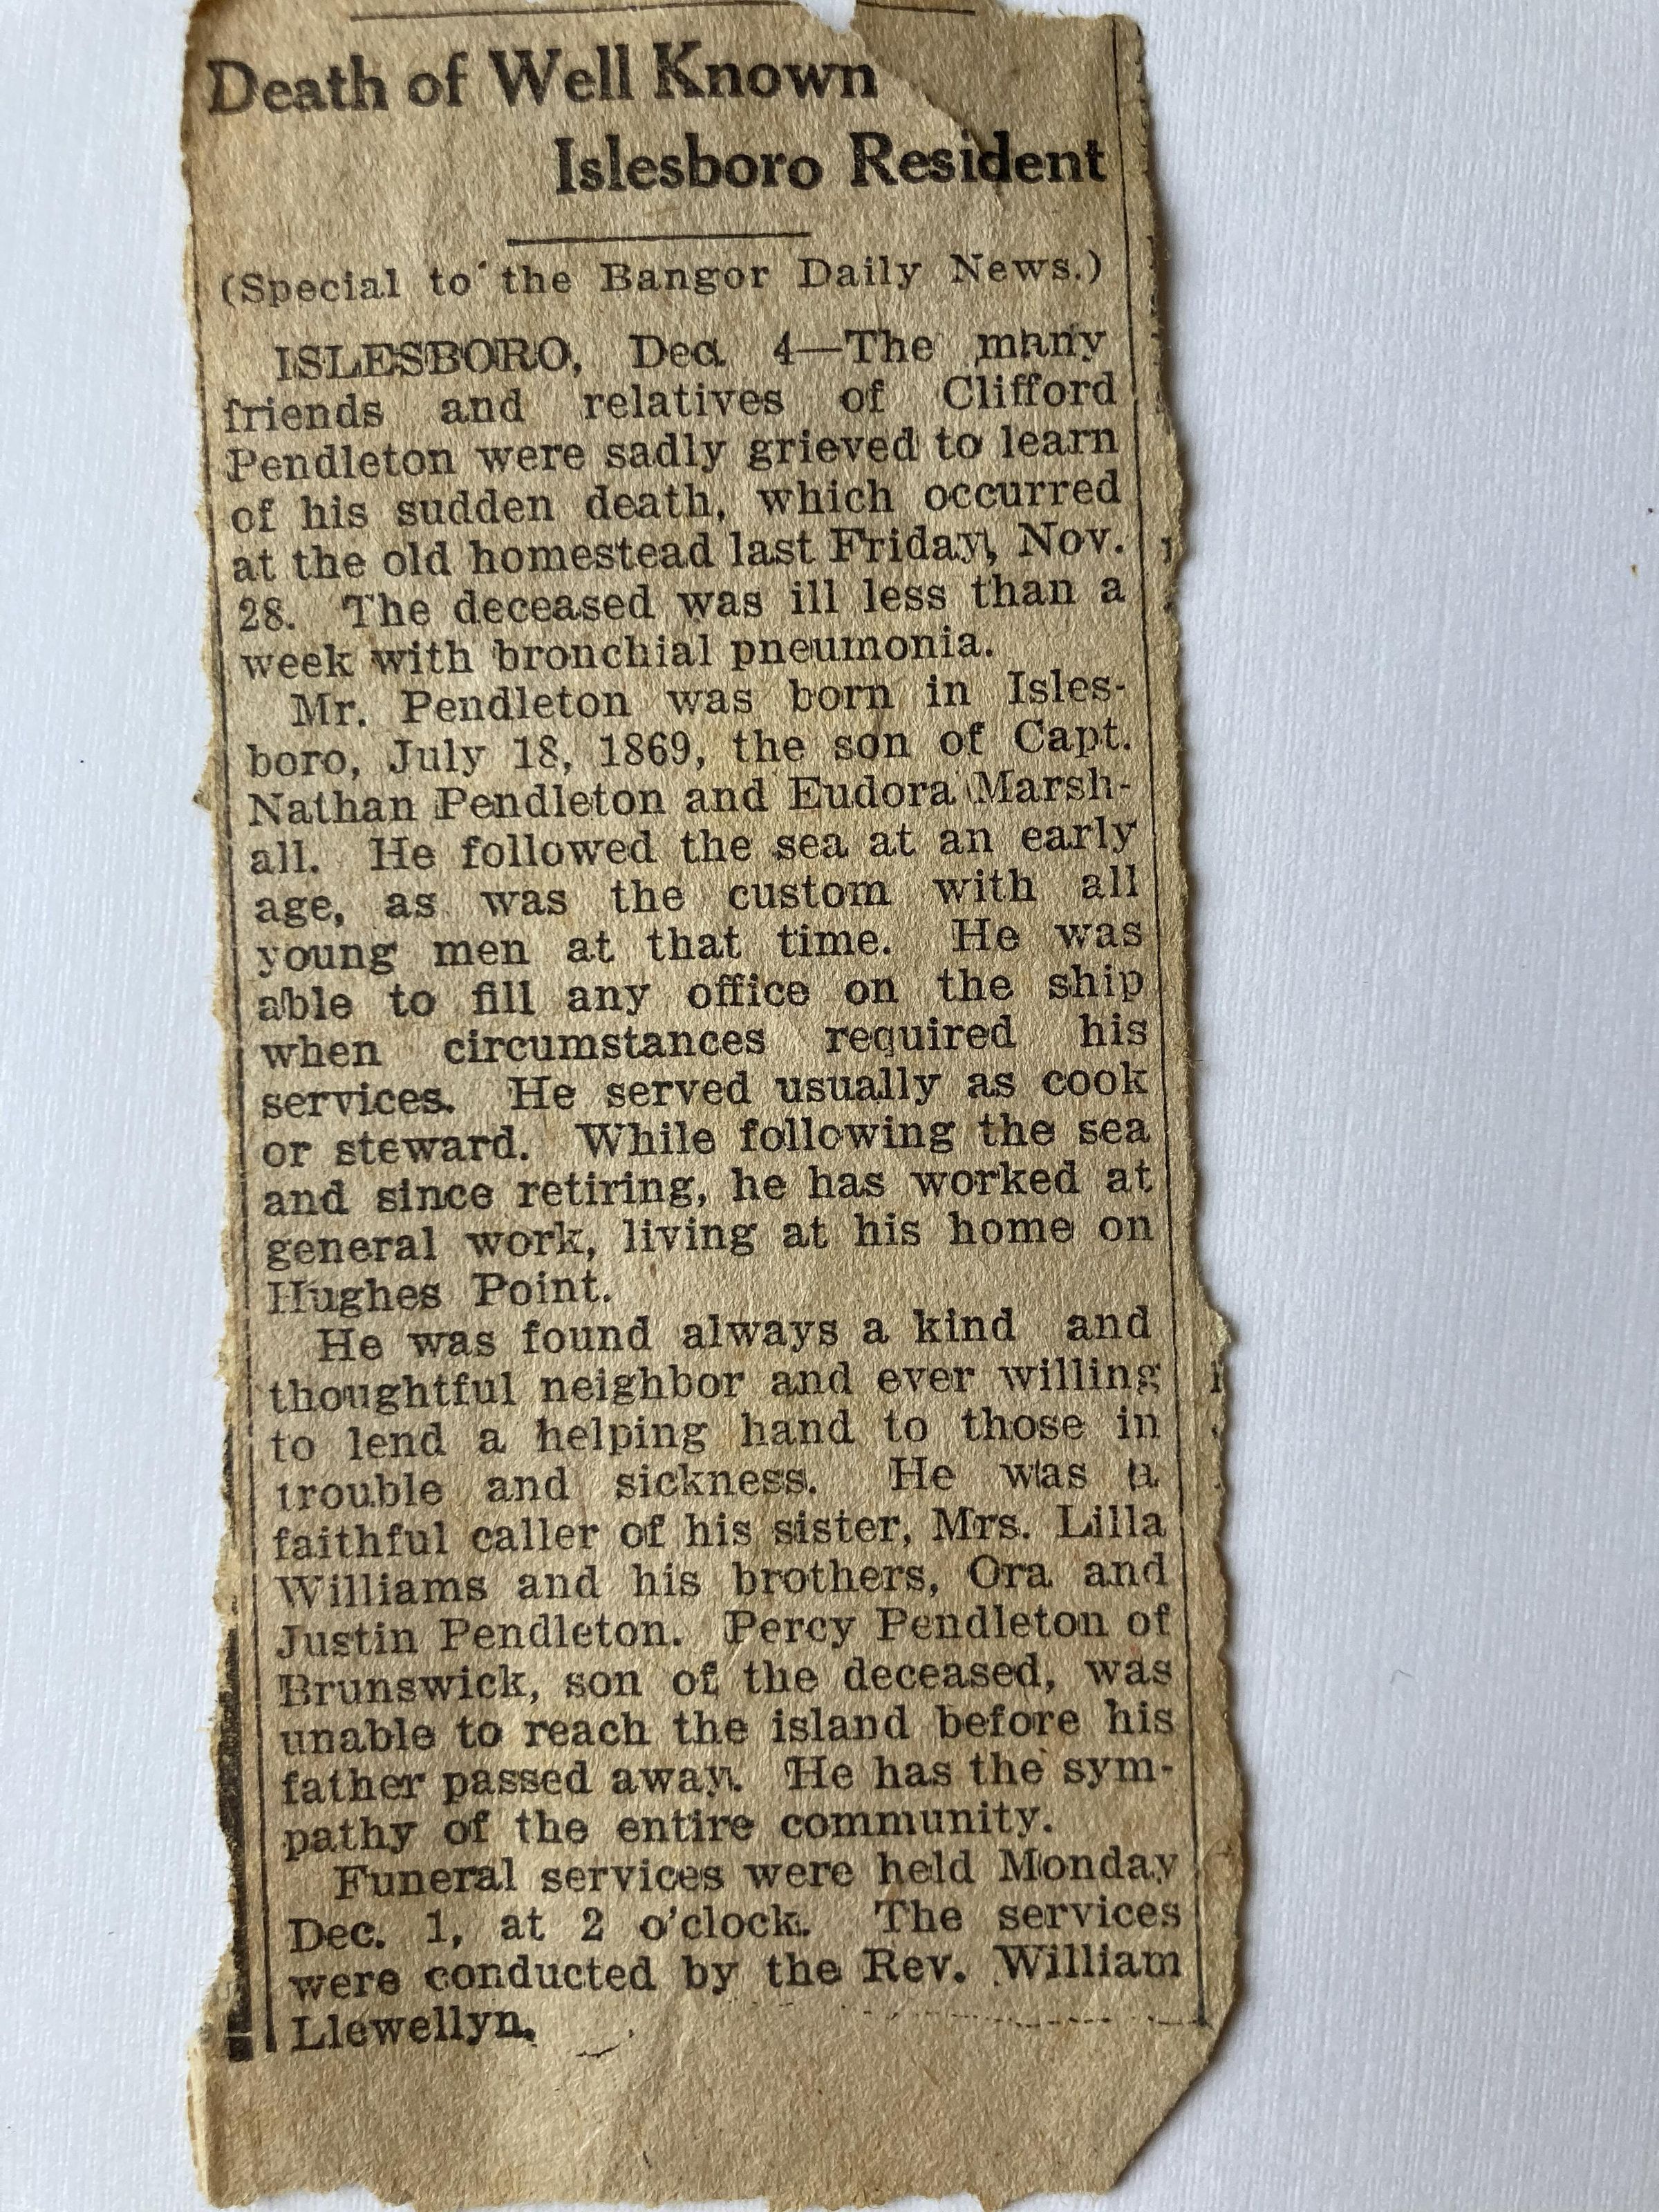 Death of Well Known
Islesboro Resident
(Special to the Bangor Daily News.)
ISLESBORO, Dec. 4—The many
friends and relatives of Clifford
Pendleton were sadly grieved to learn
of his sudden death, which occurred
at the old homestead last Friday, Nov.
28. The deceased was ill less than a
week with bronchial pneumonia.
Mr. Pendleton was born in Isles-
boro, July 18, 1869, the son of Capt.
Nathan Pendleton and Eudora Marsh-
all. He followed the sea at an early
age, as was the custom with all
young men at that time. He was
able to fill any office on the ship
when circumstances required his
services. He served usually as cook
or steward. While following the sea
and since retiring, he has worked at
general work, living at his home on
Hughes Point.
He was found always a kind and
thoughtful neighbor and ever willing
to lend a helping hand to those in
trouble and sickness. He was a
faithful caller of his sister, Mrs. Lilla
Williams and his brothers, Ora and
Justin Pendleton. Percy Pendleton of
Brunswick, son of the deceased, was
unable to reach the island before his
father passed away. He has the sym-
pathy of the entire community.
Funeral services were held Monday
Dec. 1, at 2 o'clock. The services
were conducted by the Rev. William
Llewellyn.